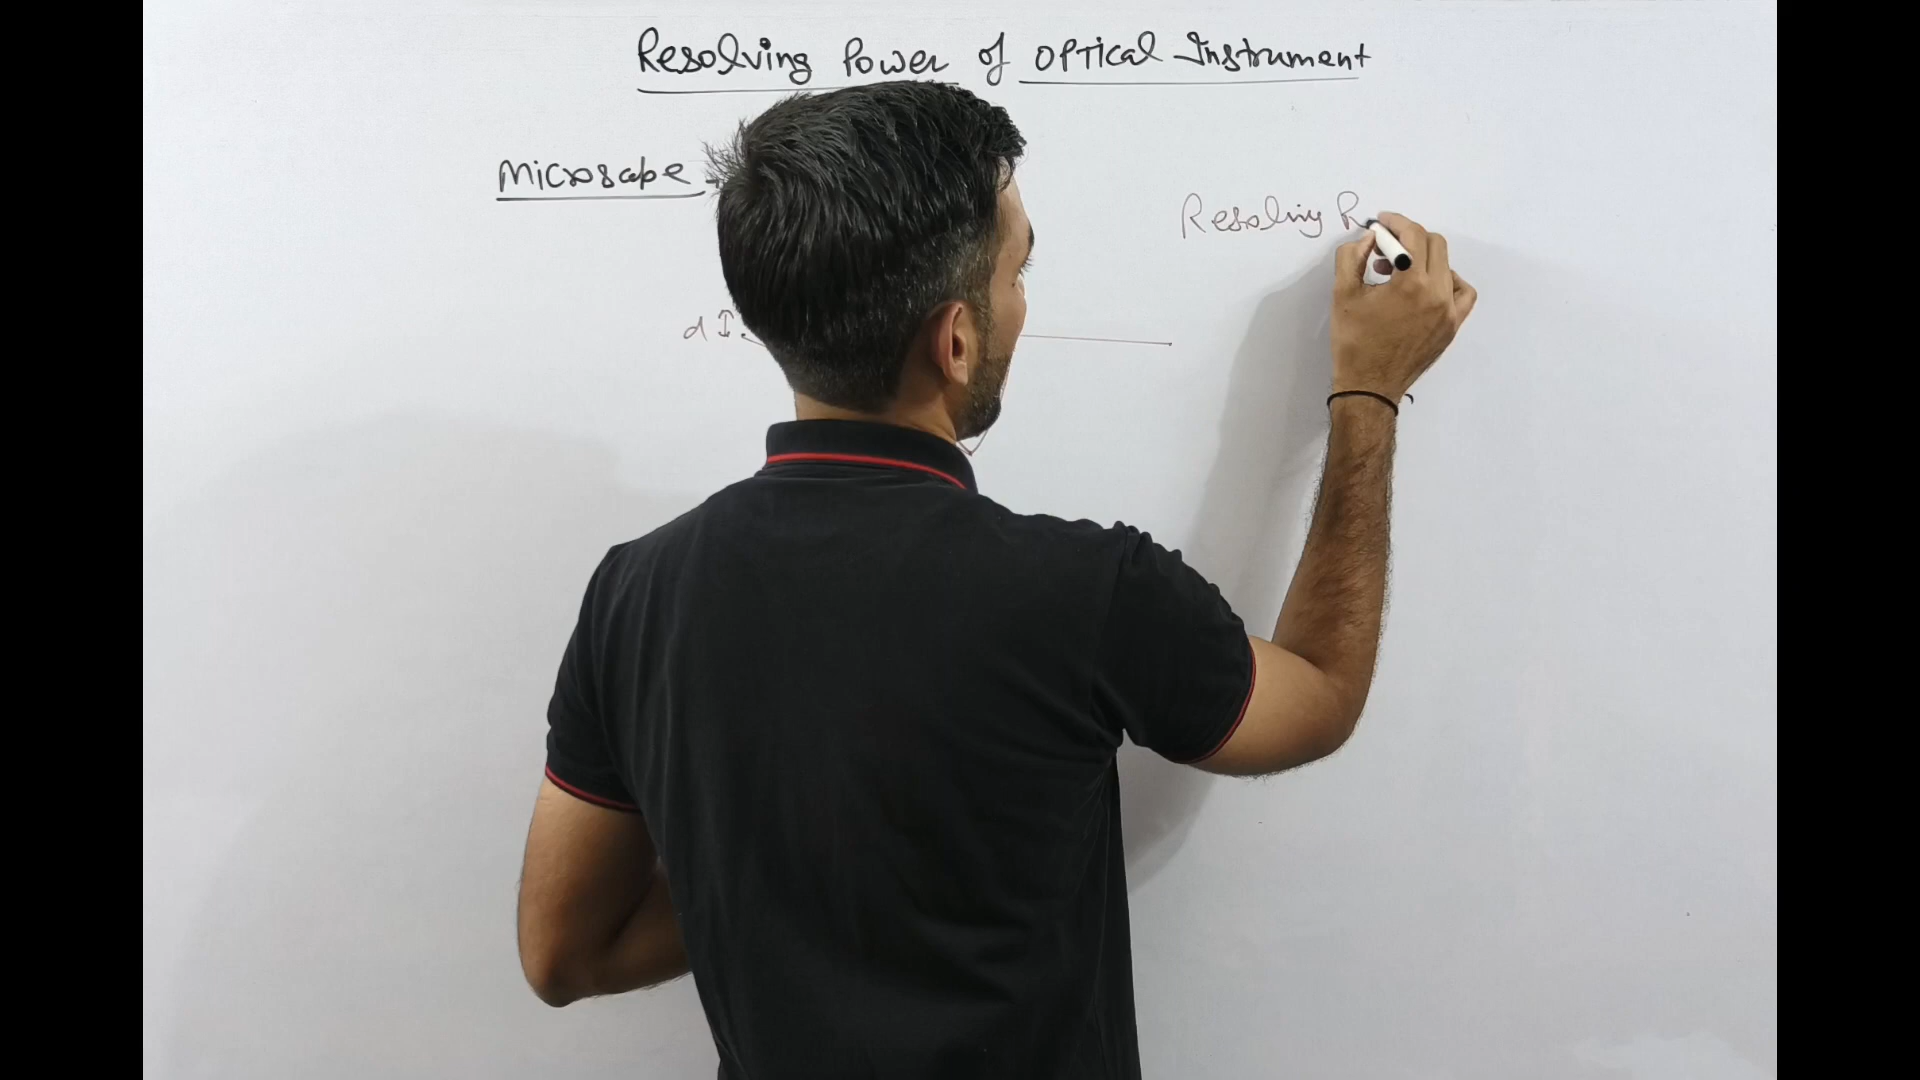 Resolving Power of Optical Instrument
Microscope
Resolving P
d